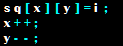 sq[x][y]=i;
x++;
y--;